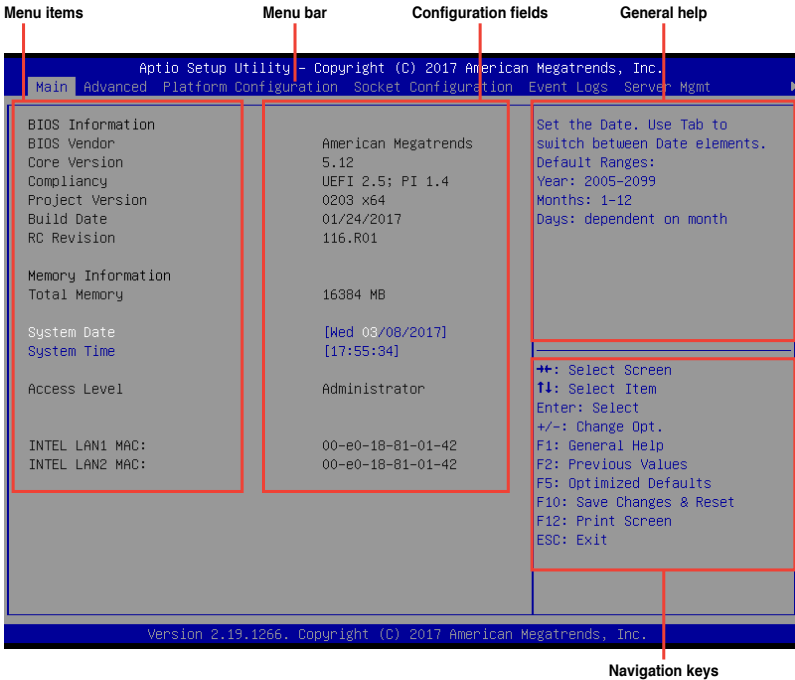 Menu items Menu bar Configuration fields General help
Aptio Setup Utility – Copyright (C) 2017 American Megatrends, Inc.
Main Advanced Platform Configuration Socket Configuration Event Logs Server Mgmt
BIOS Information
BIOS Vendor American Megatrends
Core Version 5.12
Compliancy UEFI 2.5; PI 1.4
Project Version 0203 x64
Build Date 01/24/2017
RC Revision 116.R01
Memory Information
Total Memory 16384 MB
System Date [Wed 03/08/2017]
System Time [17:55:34]
Access Level Administrator
INTEL LAN1 MAC: 00-e0-18-81-01-42
INTEL LAN2 MAC: 00-e0-18-81-01-42
Set the Date. Use Tab to
switch between Date elements.
Default Ranges:
Year: 2005-2099
Months: 1-12
Days: dependent on month
→←: Select Screen
↑↓: Select Item
Enter: Select
+/-: Change Opt.
F1: General Help
F2: Previous Values
F5: Optimized Defaults
F10: Save Changes & Reset
F12: Print Screen
ESC: Exit
Version 2.19.1266. Copyright (C) 2017 American Megatrends, Inc.
Navigation keys